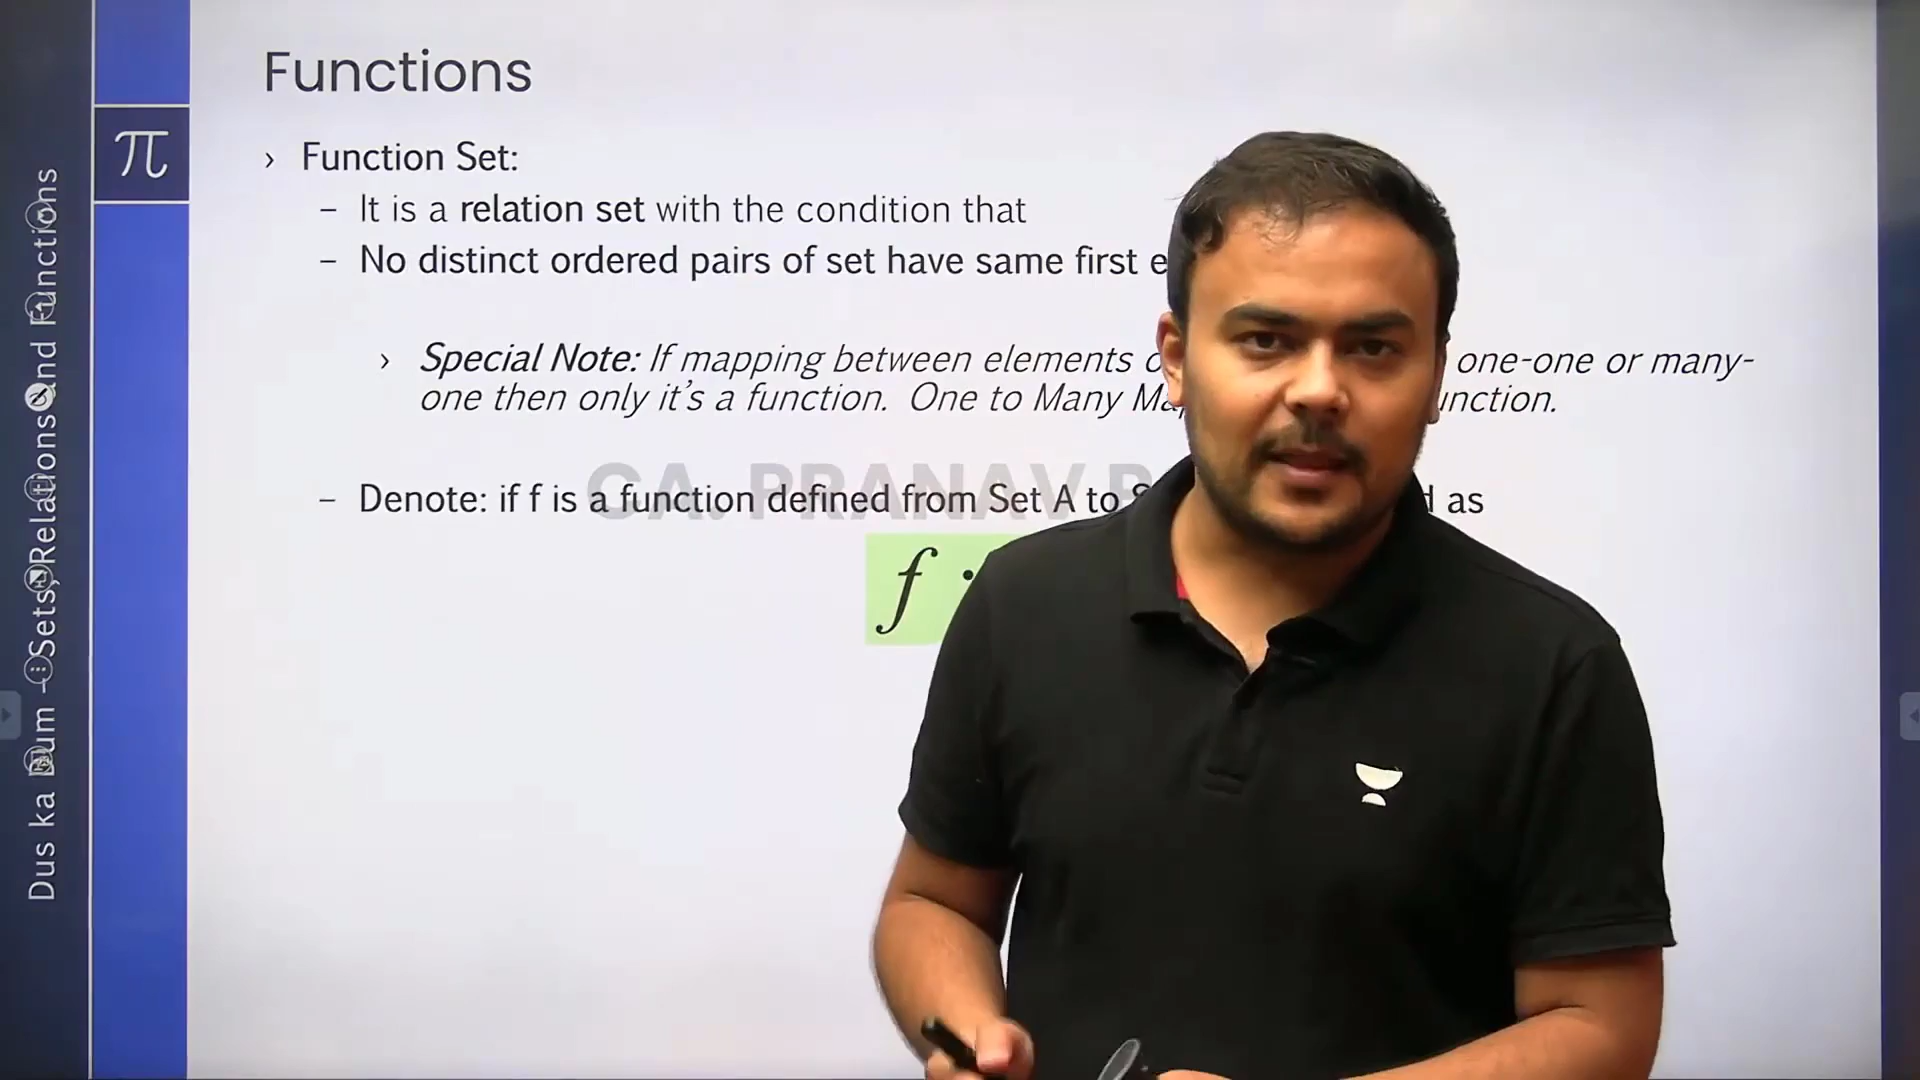 Functions
π
› Function Set:
– It is a relation set with the condition that
– No distinct ordered pairs of set have same first
› Special Note: If mapping between elements one-one or many-
one then only it's a function. One to Many
CA. PRANAV
– Denote: if f is a function defined from Set A to as
f :
Dus ka Dum – Sets, Relations and Functions